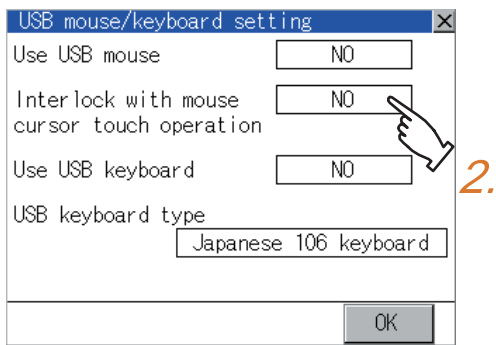 USB mouse/keyboard setting
Use USB mouse NO
Interlock with mouse NO
cursor touch operation
Use USB keyboard NO
USB keyboard type
Japanese 106 keyboard
OK
2.